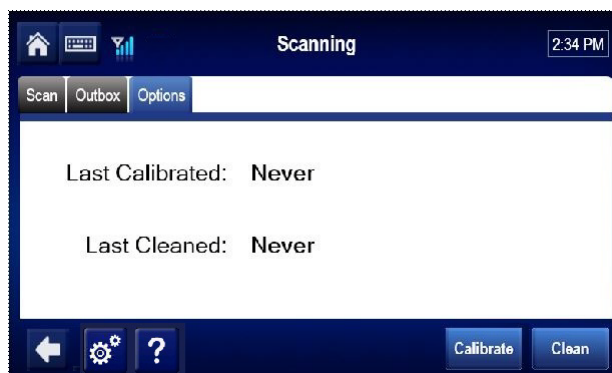 Scanning
2:34 PM
Scan Outbox Options
Last Calibrated: Never
Last Cleaned: Never
? Calibrate Clean